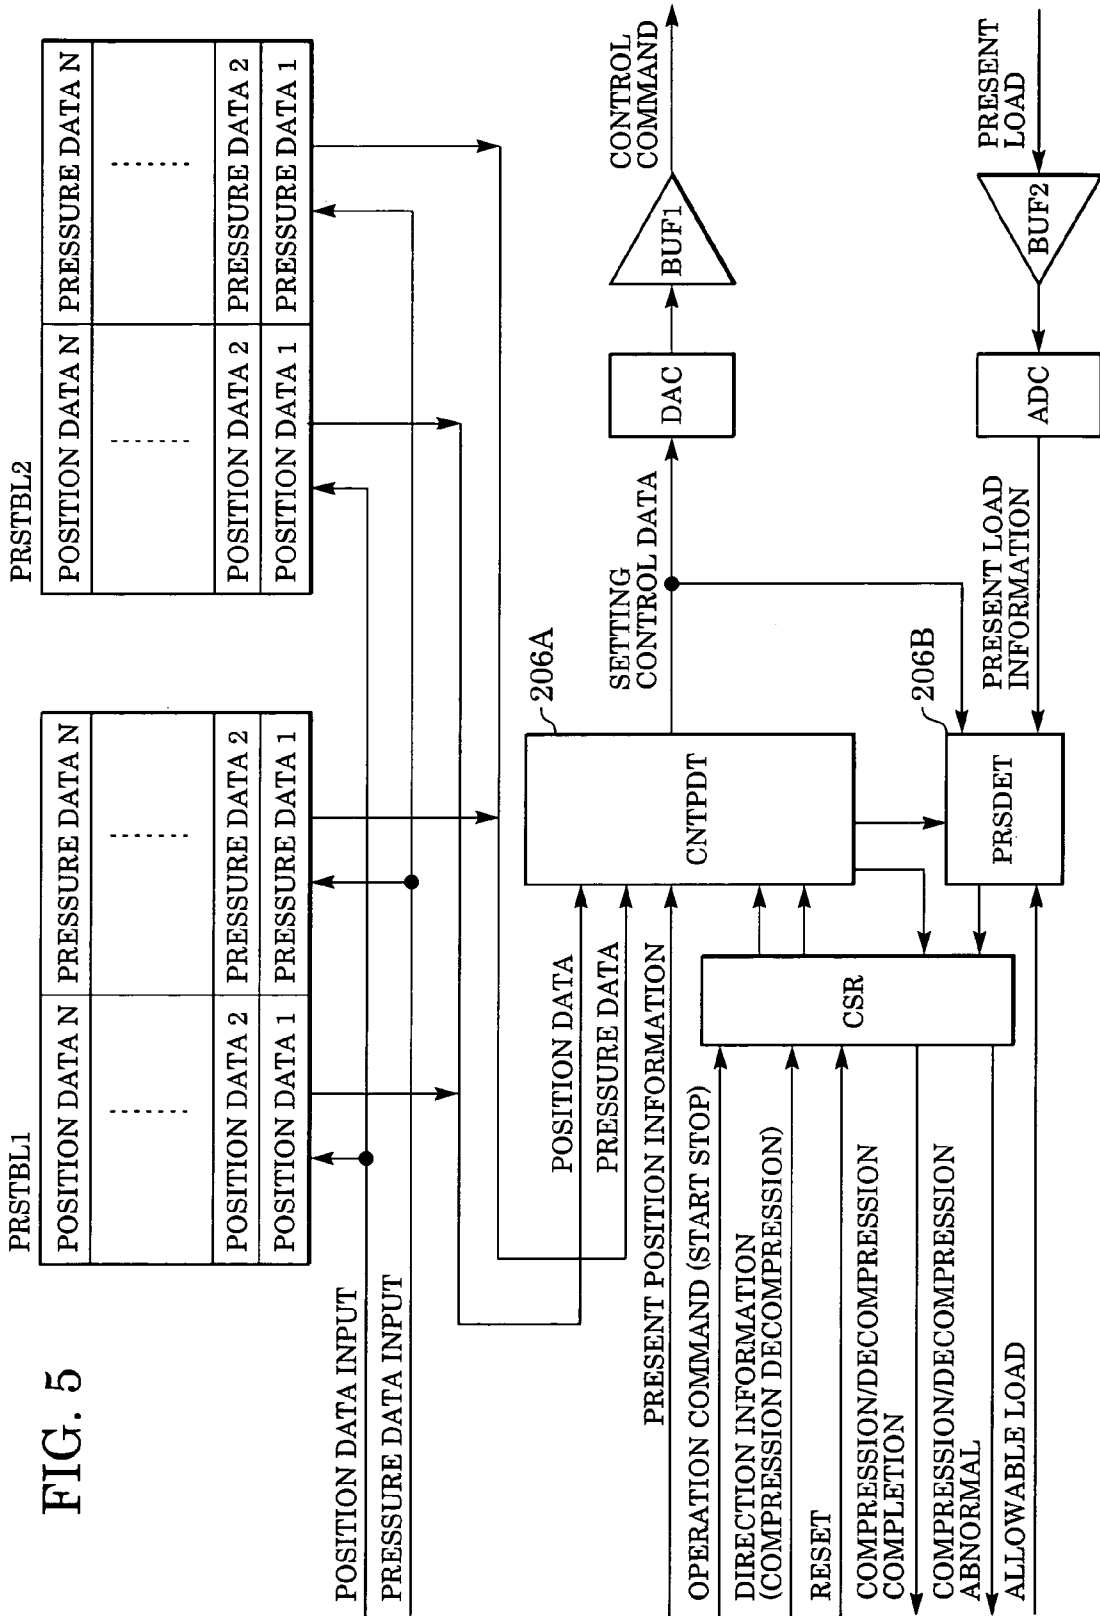 FIG. 5
PRSTBL1
POSITION DATA N
PRESSURE DATA N
POSITION DATA 2
PRESSURE DATA 2
POSITION DATA 1
PRESSURE DATA 1
PRSTBL2
POSITION DATA N
PRESSURE DATA N
POSITION DATA 2
PRESSURE DATA 2
POSITION DATA 1
PRESSURE DATA 1
POSITION DATA INPUT
PRESSURE DATA INPUT
POSITION DATA
PRESSURE DATA
PRESENT POSITION INFORMATION
OPERATION COMMAND (START STOP)
DIRECTION INFORMATION
(COMPRESSION DECOMPRESSION)
RESET
COMPRESSION/DECOMPRESSION
COMPLETION
COMPRESSION/DECOMPRESSION
ABNORMAL
ALLOWABLE LOAD
CSR
206A
CNTPDT
206B
PRSDET
SETTING
CONTROL DATA
DAC
BUF1
CONTROL
COMMAND
PRESENT LOAD
INFORMATION
ADC
BUF2
PRESENT
LOAD